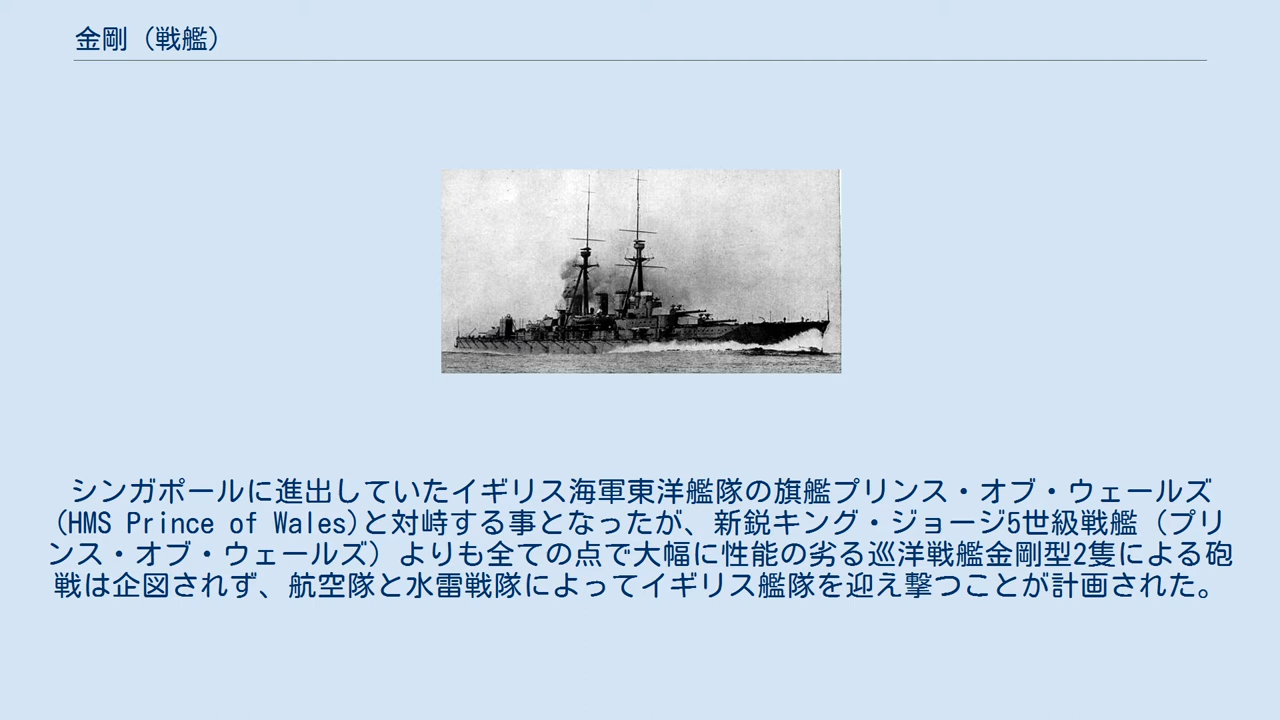 金剛（戦艦）
シンガポールに進出していたイギリス海軍東洋艦隊の旗艦プリンス・オブ・ウェールズ
(HMS Prince of Wales)と対峙する事となったが、新鋭キング・ジョージ5世級戦艦（プリ
ンス・オブ・ウェールズ）よりも全ての点で大幅に性能の劣る巡洋戦艦金剛型2隻による砲
戦は企図されず、航空隊と水雷戦隊によってイギリス艦隊を迎え撃つことが計画された。